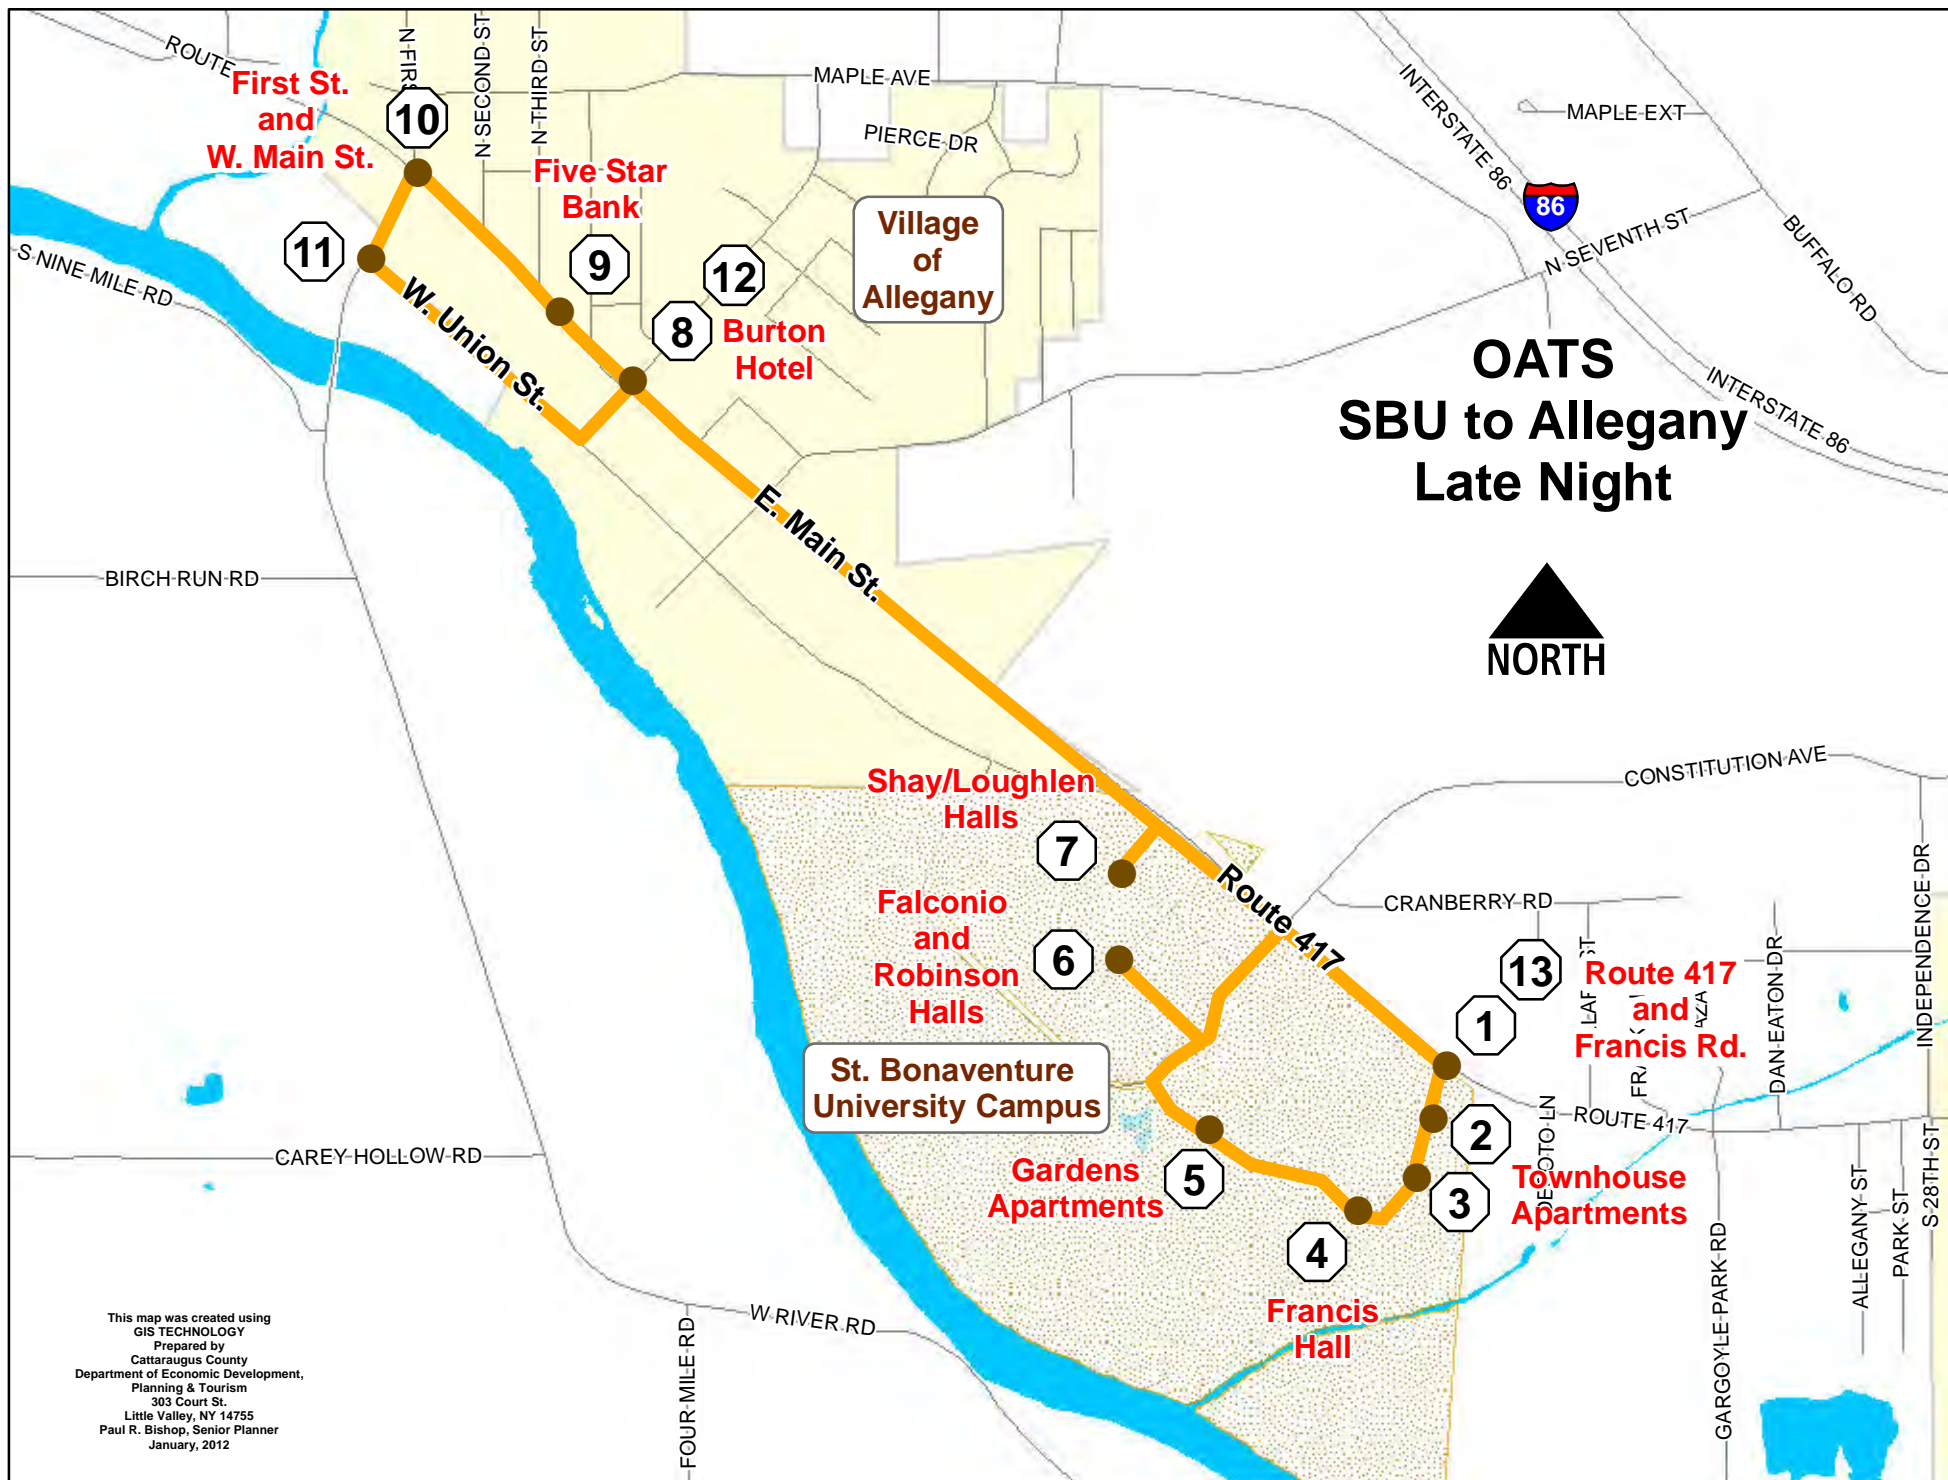 ROUTE
First St.
and
W. Main St.
10
N SECOND ST
N THIRD ST
MAPLE AVE
PIERCE DR
Five Star
Bank
9
11
12
8
Burton
Hotel
Village
of
Allegany
S NINE MILE RD
W. Union St.
E. Main St.
INTERSTATE 86
86
MAPLE EXT
N SEVENTH ST
BUFFALO RD
INTERSTATE 86
OATS
SBU to Allegany
Late Night
NORTH
BIRCH RUN RD
CONSTITUTION AVE
Shay/Loughlen
Halls
7
Route 417
CRANBERRY RD
Falconio
and
Robinson
Halls
6
13
1
Route 417
and
Francis Rd.
DAN EATON DR
INDEPENDENCE DR
St. Bonaventure
University Campus
ROUTE 417
2
Townhouse
Apartments
3
Gardens
Apartments
5
4
Francis
Hall
CAREY HOLLOW RD
W RIVER RD
FOUR MILE RD
GARGOYLE PARK RD
ALLEGANY ST
PARK ST
S 28TH ST
This map was created using
GIS TECHNOLOGY
Prepared by
Cattaraugus County
Department of Economic Development,
Planning & Tourism
303 Court St.
Little Valley, NY 14755
Paul R. Bishop, Senior Planner
January, 2012